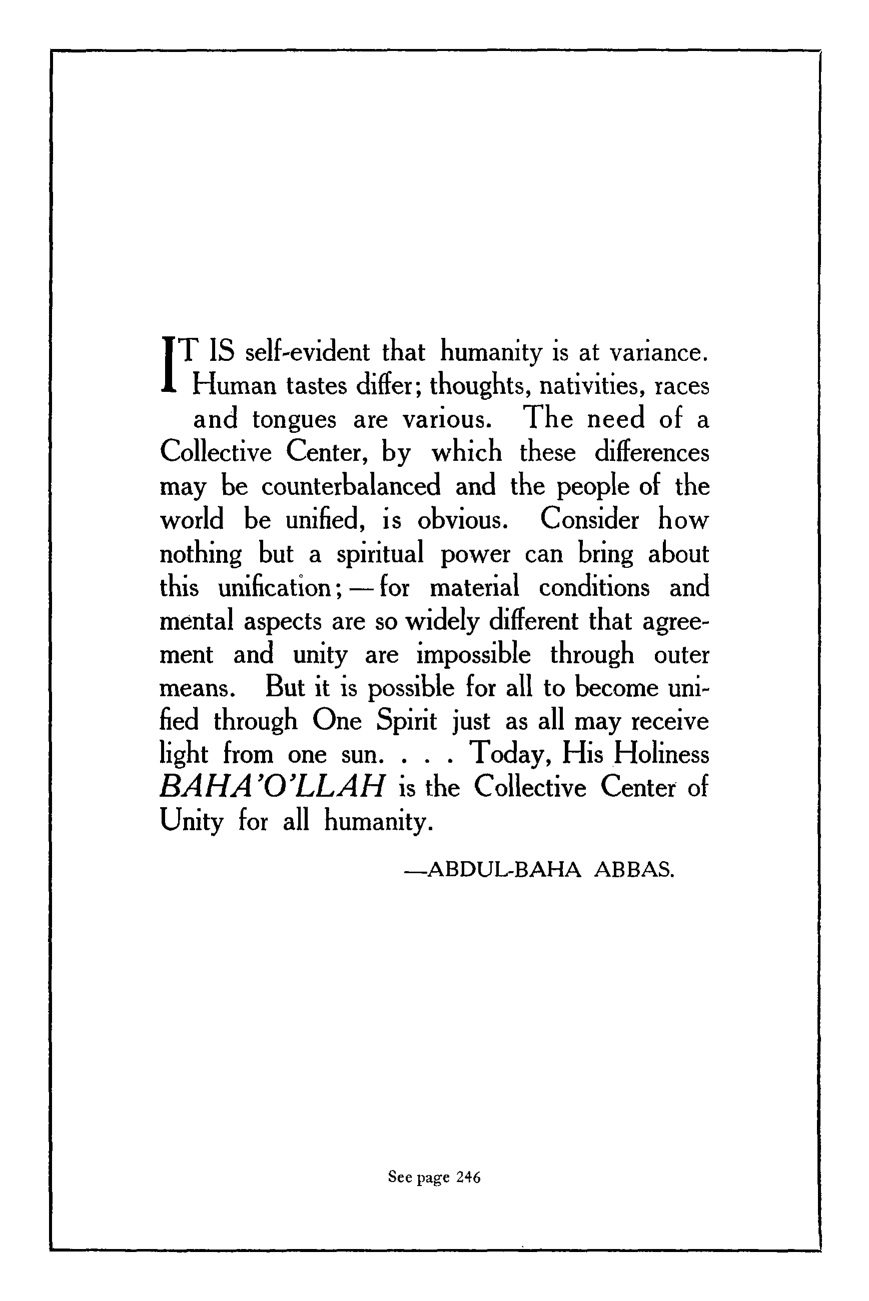 IT IS self-evident that humanity is at variance.
Human tastes differ; thoughts, nativities, races
and tongues are various. The need of a
Collective Center, by which these differences
may be counterbalanced and the people of the
world be unified, is obvious. Consider how
nothing but a spiritual power can bring about
this unification; — for material conditions and
mental aspects are so widely different that agree-
ment and unity are impossible through outer
means. But it is possible for all to become uni-
fied through One Spirit just as all may receive
light from one sun. . . . Today, His Holiness
BAHA'O'LLAH is the Collective Center of
Unity for all humanity.
—ABDUL-BAHA ABBAS.
See page 246